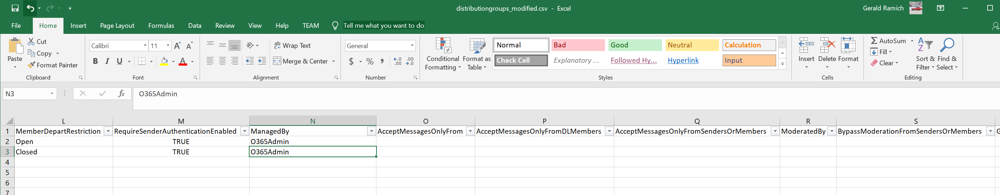 distributiongroups_modified.csv - Excel
Gerald Ramich
File Home Insert Page Layout Formulas Data Review View Help TEAM Tell me what you want to do
Paste
Cut
Copy
Format Painter
Clipboard
Calibri 11
B I U
Font
Wrap Text
Merge & Center
Alignment
General
$ % ,
Number
Conditional Formatting
Format as Table
Normal Bad Good Neutral Calculation
Check Cell Explanatory ... Followed Hy... Hyperlink Input
Styles
Insert Delete Format
Cells
AutoSum
Fill
Clear
Sort & Filter
Find & Select
Editing
N3 fx O365Admin
L M N O P Q R S
1 MemberDepartRestriction RequireSenderAuthenticationEnabled ManagedBy AcceptMessagesOnlyFrom AcceptMessagesOnlyFromDLMembers AcceptMessagesOnlyFromSendersOrMembers ModeratedBy BypassModerationFromSendersOrMembers
2 Open TRUE O365Admin
3 Closed TRUE O365Admin
4
5
6
7